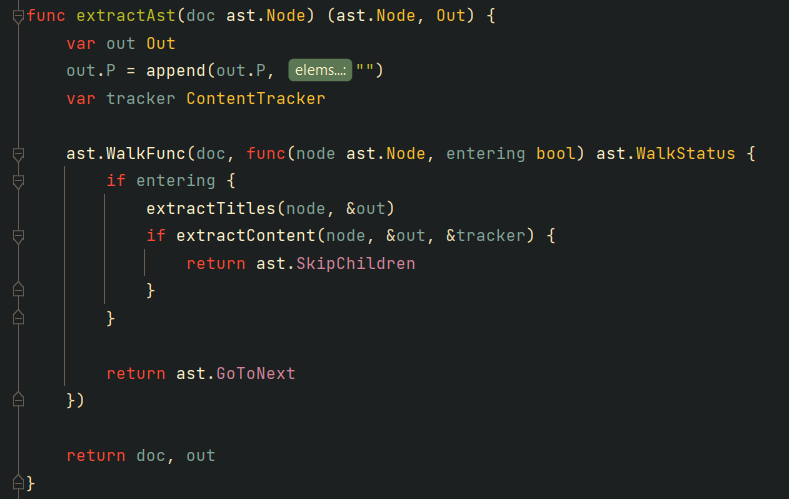 func extractAst(doc ast.Node) (ast.Node, Out) {
    var out Out
    out.P = append(out.P, elems...: "")
    var tracker ContentTracker

    ast.WalkFunc(doc, func(node ast.Node, entering bool) ast.WalkStatus {
        if entering {
            extractTitles(node, &out)
            if extractContent(node, &out, &tracker) {
                return ast.SkipChildren
            }
        }

        return ast.GoToNext
    })

    return doc, out
}